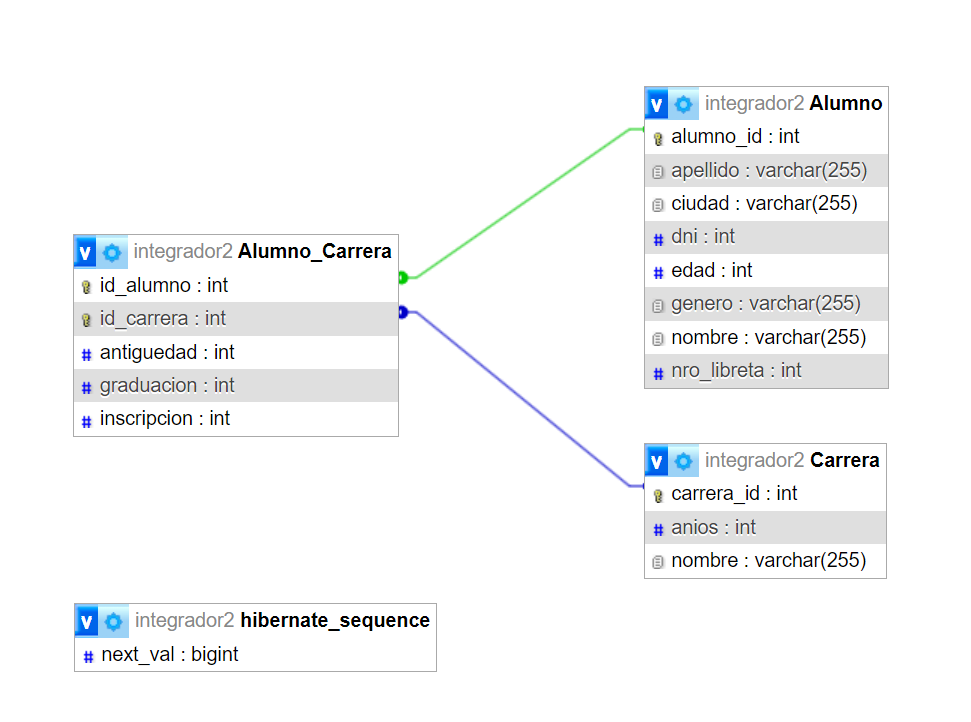 integrador2 Alumno_Carrera
id_alumno : int
id_carrera : int
antiguedad : int
graduacion : int
inscripcion : int
integrador2 Alumno
alumno_id : int
apellido : varchar(255)
ciudad : varchar(255)
dni : int
edad : int
genero : varchar(255)
nombre : varchar(255)
nro_libreta : int
integrador2 Carrera
carrera_id : int
anios : int
nombre : varchar(255)
integrador2 hibernate_sequence
next_val : bigint